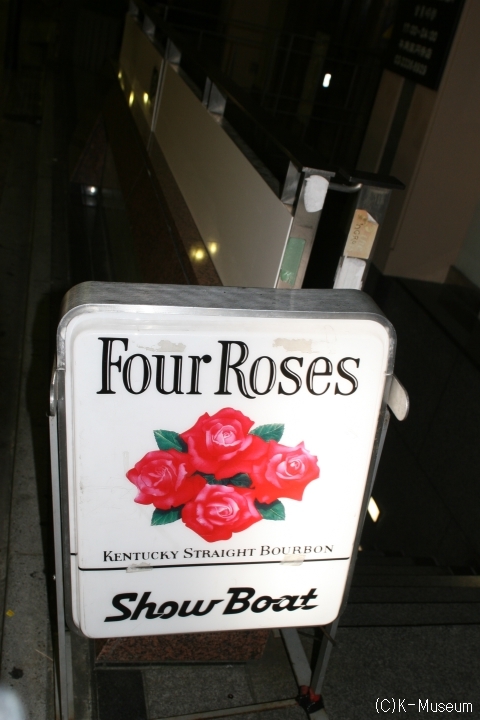 Four Roses
KENTUCKY STRAIGHT BOURBON
Show Boat
(C)K-Museum